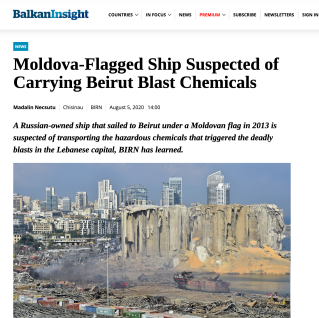 BalkanInsight
COUNTRIES IN FOCUS NEWS PREMIUM SUBSCRIBE NEWSLETTERS SIGN IN
NEWS
Moldova-Flagged Ship Suspected of
Carrying Beirut Blast Chemicals
Madalin Necsutu Chisinau BIRN August 5, 2020 14:00
A Russian-owned ship that sailed to Beirut under a Moldovan flag in 2013 is
suspected of transporting the hazardous chemicals that triggered the deadly
blasts in the Lebanese capital, BIRN has learned.